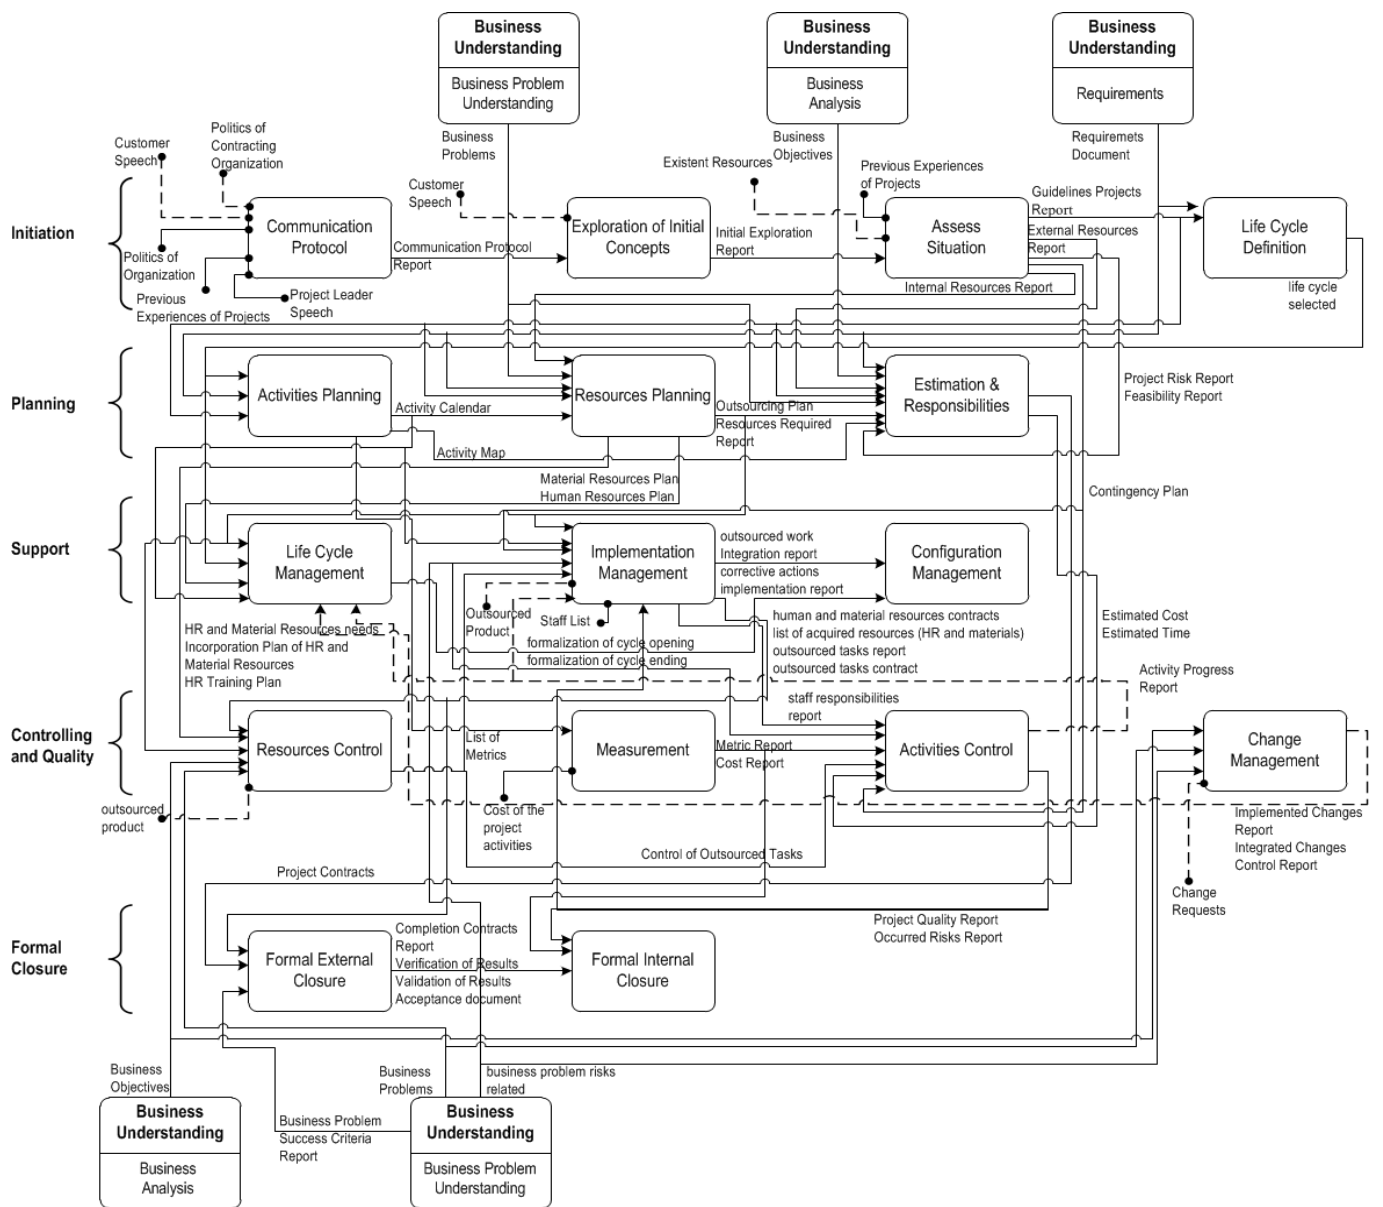 Business
Understanding
Business Problem
Understanding
Business
Understanding
Business
Analysis
Business
Understanding
Requirements
Business
Problems
Business
Objectives
Requiremets
Document
Customer
Speech
Politics of
Contracting
Organization
Customer
Speech
Existent Resources
Previous Experiences
of Projects
Initiation
Communication
Protocol
Politics of
Organization
Previous
Experiences of Projects
Project Leader
Speech
Communication Protocol
Report
Exploration of Initial
Concepts
Initial Exploration
Report
Assess
Situation
Guidelines Projects
Report
External Resources
Report
Internal Resources Report
Life Cycle
Definition
life cycle
selected
Planning
Activities Planning
Activity Calendar
Activity Map
Resources Planning
Outsourcing Plan
Resources Required
Report
Estimation &
Responsibilities
Project Risk Report
Feasibility Report
Material Resources Plan
Human Resources Plan
Contingency Plan
Support
Life Cycle
Management
Implementation
Management
outsourced work
Integration report
corrective actions
implementation report
Configuration
Management
Outsourced
Product
Staff List
HR and Material Resources needs
Incorporation Plan of HR and
Material Resources
HR Training Plan
formalization of cycle opening
formalization of cycle ending
human and material resources contracts
list of acquired resources (HR and materials)
outsourced tasks report
outsourced tasks contract
Estimated Cost
Estimated Time
Activity Progress
Report
staff responsibilities
report
Controlling
and Quality
Resources Control
List of
Metrics
Measurement
Metric Report
Cost Report
Activities Control
Change
Management
outsourced
product
Cost of the
project
activities
Control of Outsourced Tasks
Implemented Changes
Report
Integrated Changes
Control Report
Change
Requests
Project Contracts
Formal
Closure
Formal External
Closure
Completion Contracts
Report
Verification of Results
Validation of Results
Acceptance document
Formal Internal
Closure
Project Quality Report
Occurred Risks Report
Business
Objectives
Business
Problems
business problem risks
related
Business
Understanding
Business
Analysis
Business Problem
Success Criteria
Report
Business
Understanding
Business Problem
Understanding